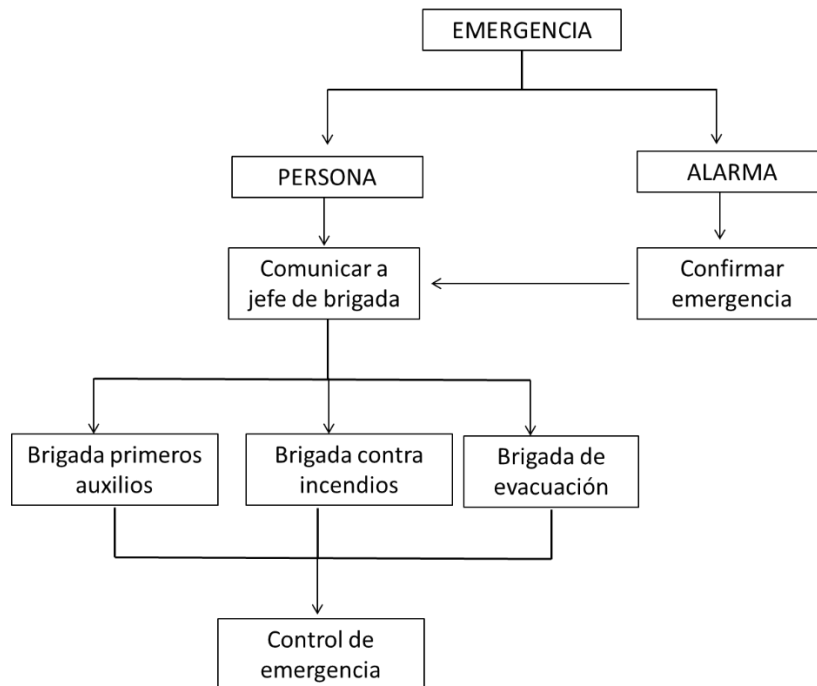 EMERGENCIA
PERSONA
ALARMA
Comunicar a
jefe de brigada
Confirmar
emergencia
Brigada primeros
auxilios
Brigada contra
incendios
Brigada de
evacuación
Control de
emergencia